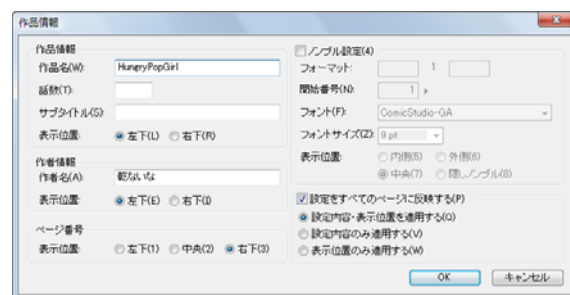 作品情報
作品情報
作品名(W): HungryPopGirl
話数(T):
サブタイトル(S):
表示位置: 左下(L) 右下(R)
作者情報
作者名(A):
表示位置: 左下(E) 右下(I)
ページ番号
表示位置: 左下(1) 中央(2) 右下(3)
ノンブル設定(4)
フォーマット: 1
開始番号(N): 1
フォント(F): ComicStudio-GA
フォントサイズ(Z): 9 pt
表示位置: 内側(5) 外側(6)
中央(7) 隠しノンブル(8)
設定をすべてのページに反映する(P)
設定内容・表示位置を適用する(Q)
設定内容のみ適用する(V)
表示位置のみ適用する(W)
OK キャンセル